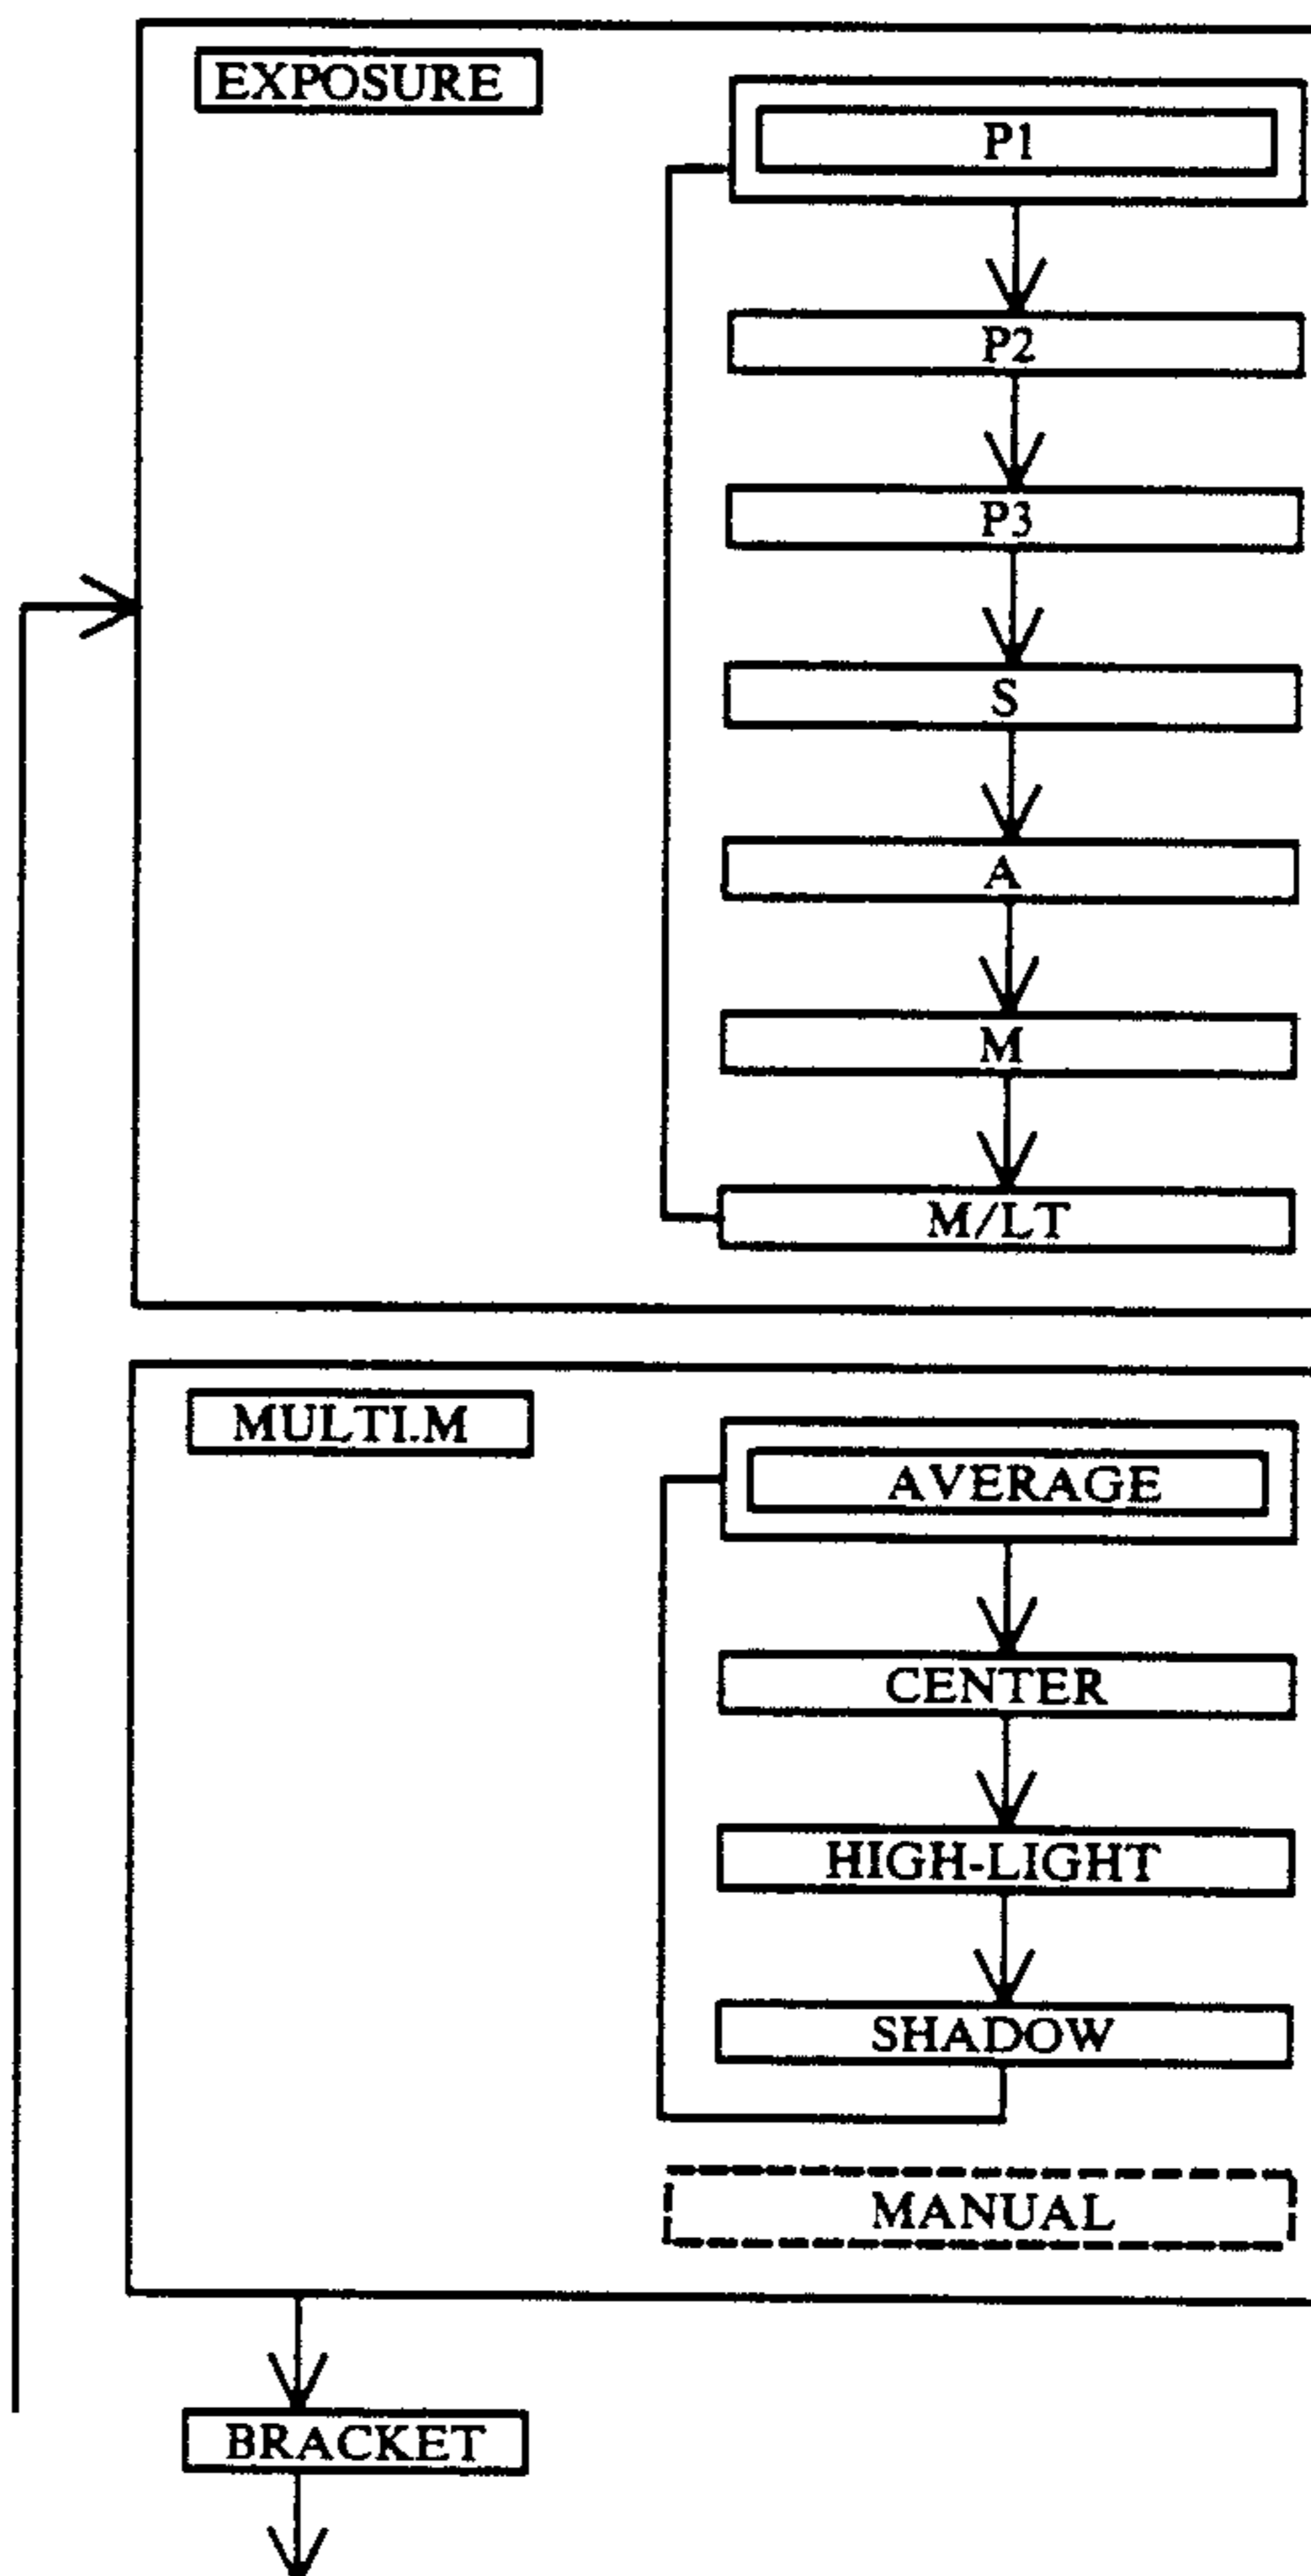 EXPOSURE
P1
P2
P3
S
A
M
M/LT
MULTI.M
AVERAGE
CENTER
HIGH-LIGHT
SHADOW
MANUAL
BRACKET